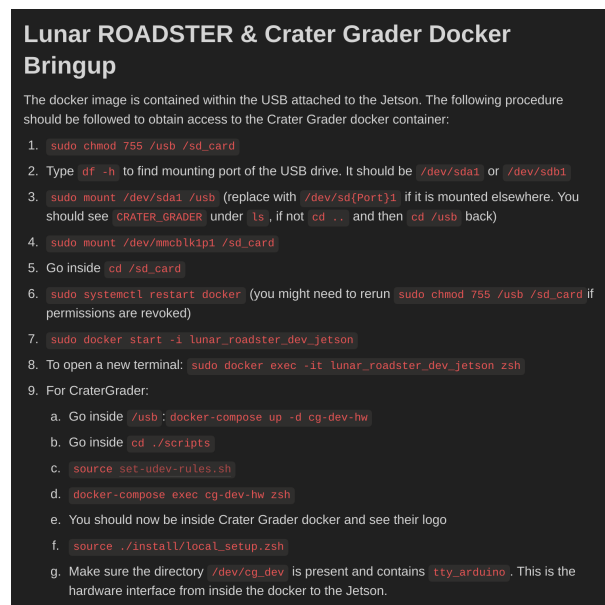 Lunar ROADSTER & Crater Grader Docker
Bringup
The docker image is contained within the USB attached to the Jetson. The following procedure
should be followed to obtain access to the Crater Grader docker container:
1. sudo chmod 755 /usb /sd_card
2. Type df -h to find mounting port of the USB drive. It should be /dev/sda1 or /dev/sdb1
3. sudo mount /dev/sda1 /usb (replace with /dev/sd{Port}1 if it is mounted elsewhere. You
should see CRATER_GRADER under ls, if not cd .. and then cd /usb back)
4. sudo mount /dev/mmcblk1p1 /sd_card
5. Go inside cd /sd_card
6. sudo systemctl restart docker (you might need to rerun sudo chmod 755 /usb /sd_card if
permissions are revoked)
7. sudo docker start -i lunar_roadster_dev_jetson
8. To open a new terminal: sudo docker exec -it lunar_roadster_dev_jetson zsh
9. For CraterGrader:
a. Go inside /usb: docker-compose up -d cg-dev-hw
b. Go inside cd ./scripts
c. source set-udev-rules.sh
d. docker-compose exec cg-dev-hw zsh
e. You should now be inside Crater Grader docker and see their logo
f. source ./install/local_setup.zsh
g. Make sure the directory /dev/cg_dev is present and contains tty_arduino. This is the
hardware interface from inside the docker to the Jetson.